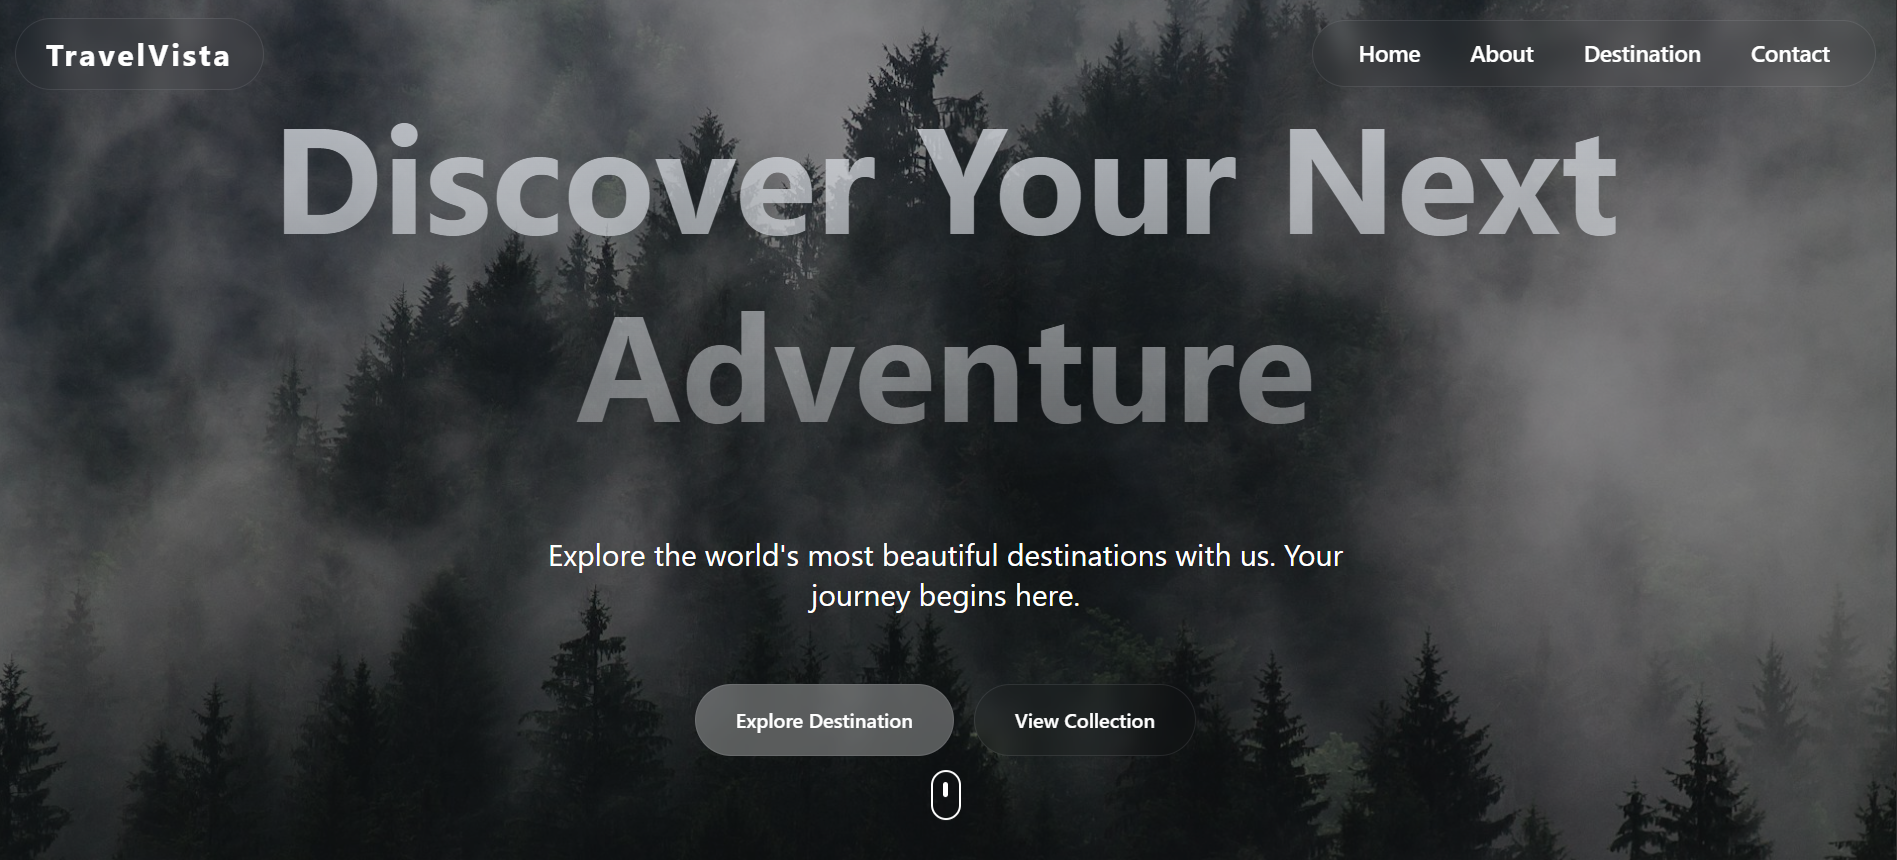 TravelVista
Home
About
Destination
Contact
Discover Your Next
Adventure
Explore the world's most beautiful destinations with us. Your
journey begins here.
Explore Destination
View Collection